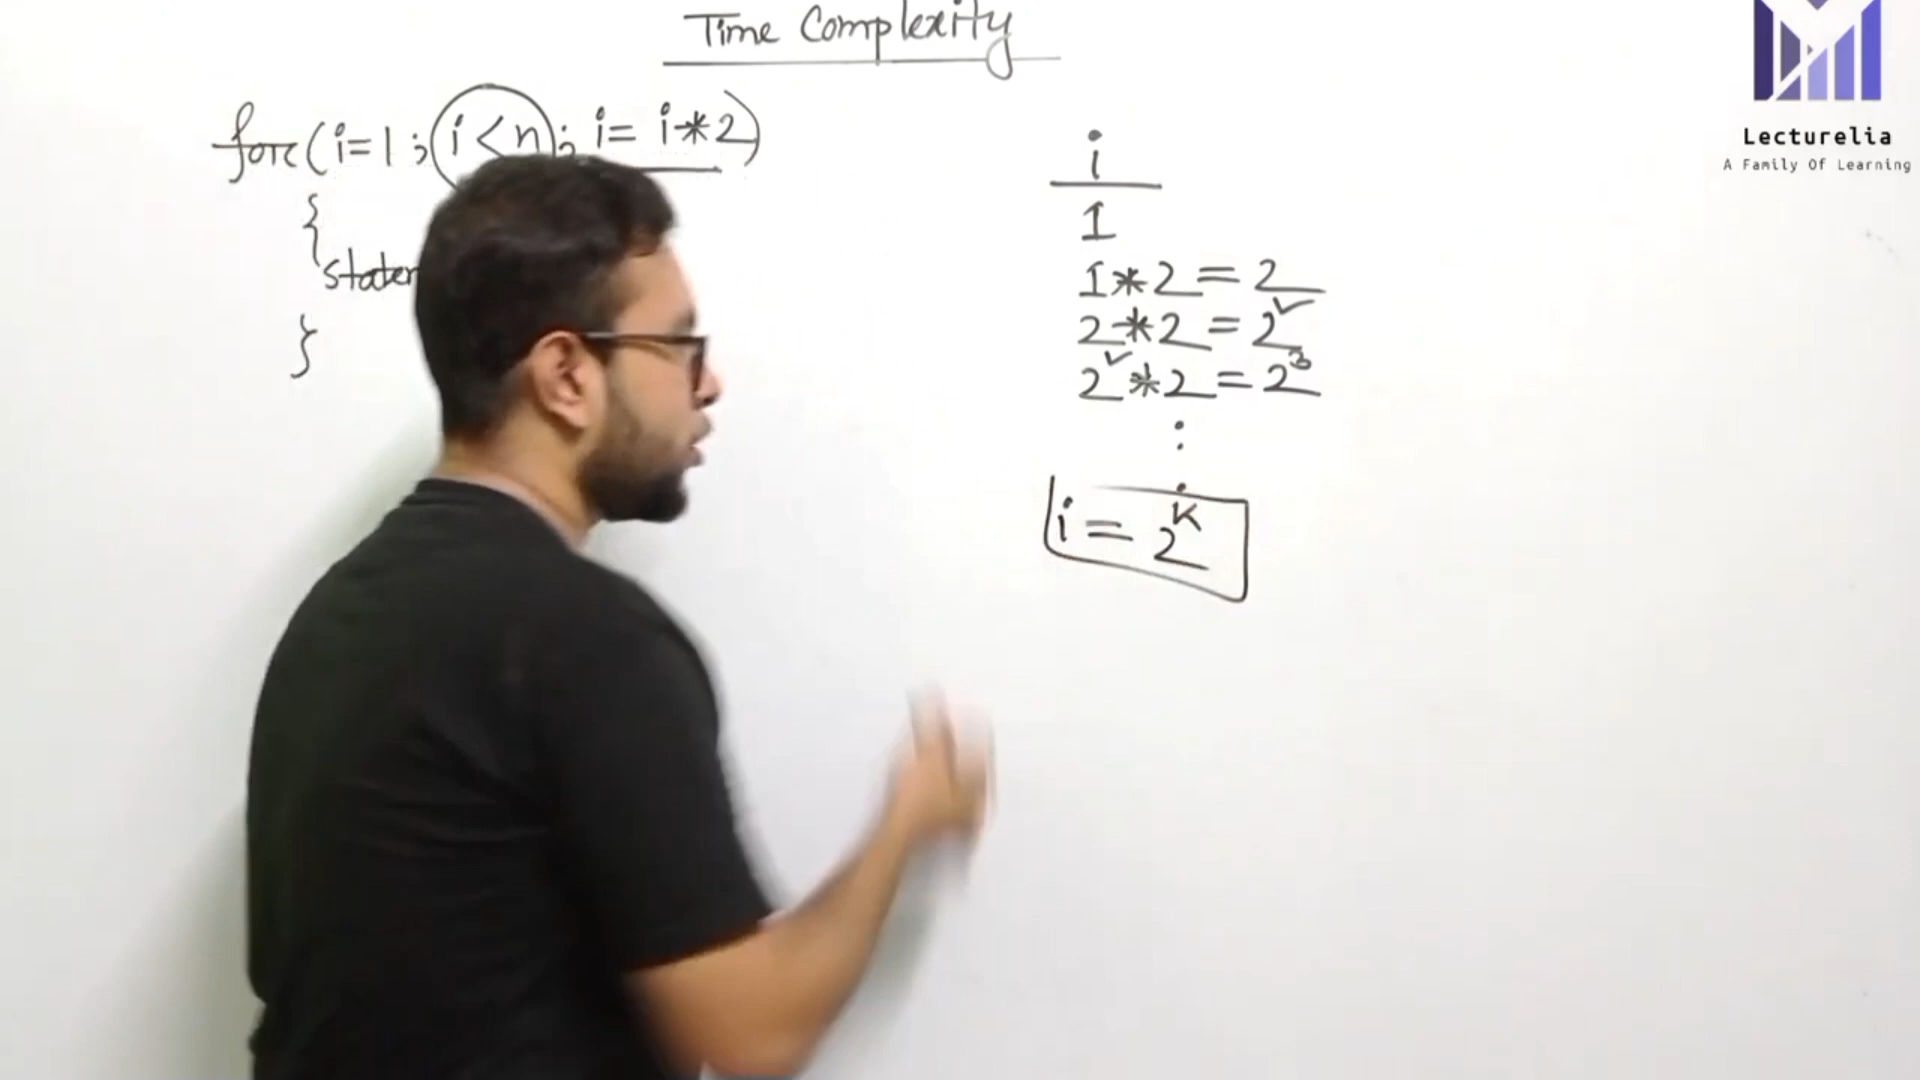 Time Complexity
for(i=1; i<n; i= i*2)
{
}
i
1
1*2=2
2*2=2²
2²*2=2³
:
.
i=2ᴷ
Lecturelia
A Family Of Learning